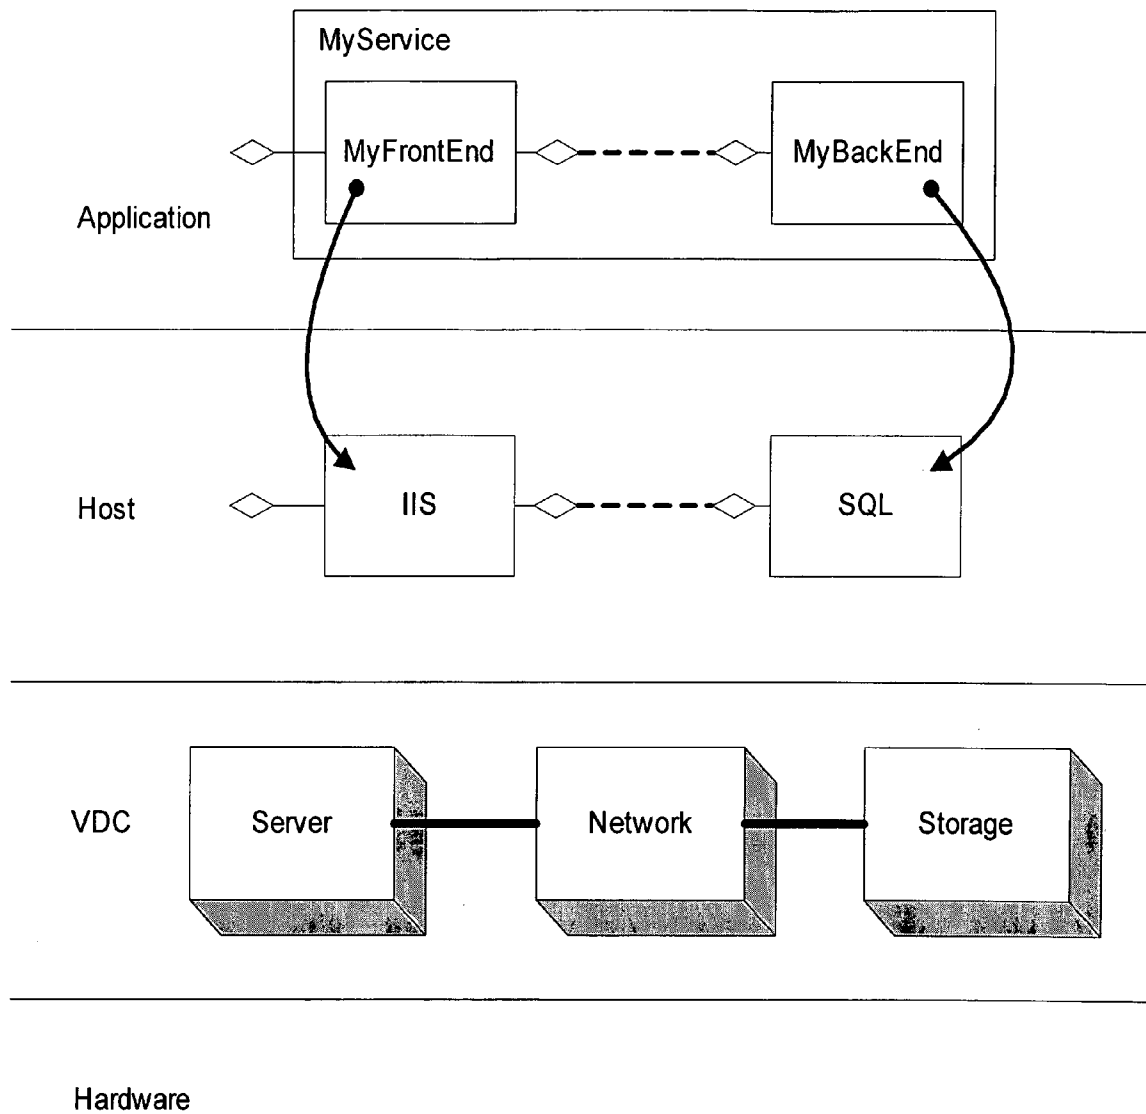 MyService
MyFrontEnd
MyBackEnd
Application
Host
IIS
SQL
VDC
Server
Network
Storage
Hardware